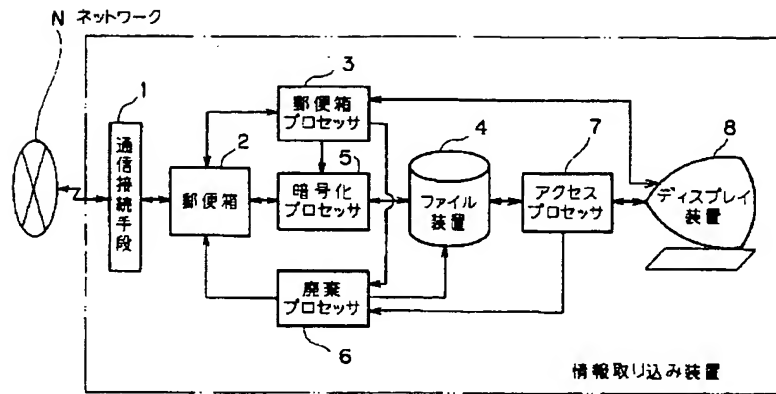 N ネットワーク
1
通信接続手段
2
郵便箱
3
郵便箱
プロセッサ
5
暗号化
プロセッサ
廃棄
プロセッサ
6
4
ファイル
装置
7
アクセス
プロセッサ
8
ディスプレイ
装置
情報取り込み装置